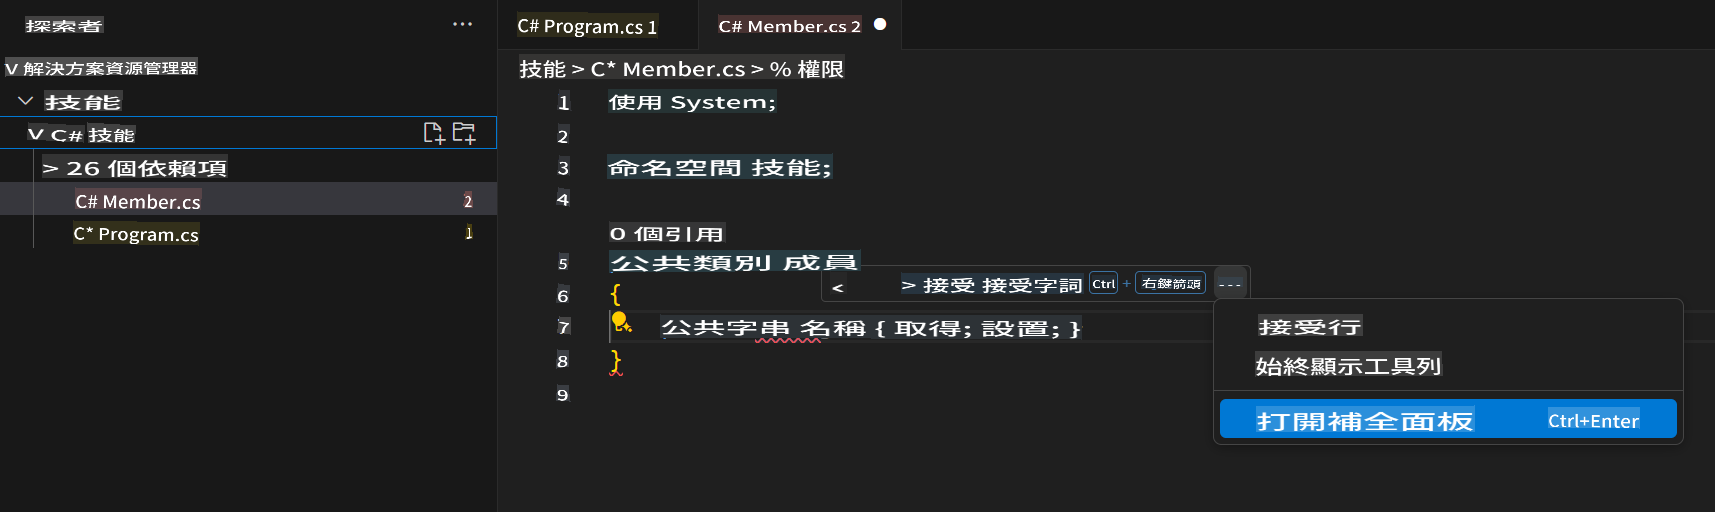 探索者 ...
V 解決方案資源管理器
技能
V C# 技能
> 26 個依賴項
C# Member.cs 2
C* Program.cs 1
C# Program.cs 1 C# Member.cs 2
技能 > C* Member.cs > % 權限
1 使用 System;
2
3 命名空間 技能;
4
0 個引用
5 公共類別 成員
< > 接受 接受字詞 Ctrl + 右鍵箭頭 ---
6 {
7 公共字串 名稱 { 取得; 設置; }
8 }
9
接受行
始終顯示工具列
打開補全面板 Ctrl+Enter